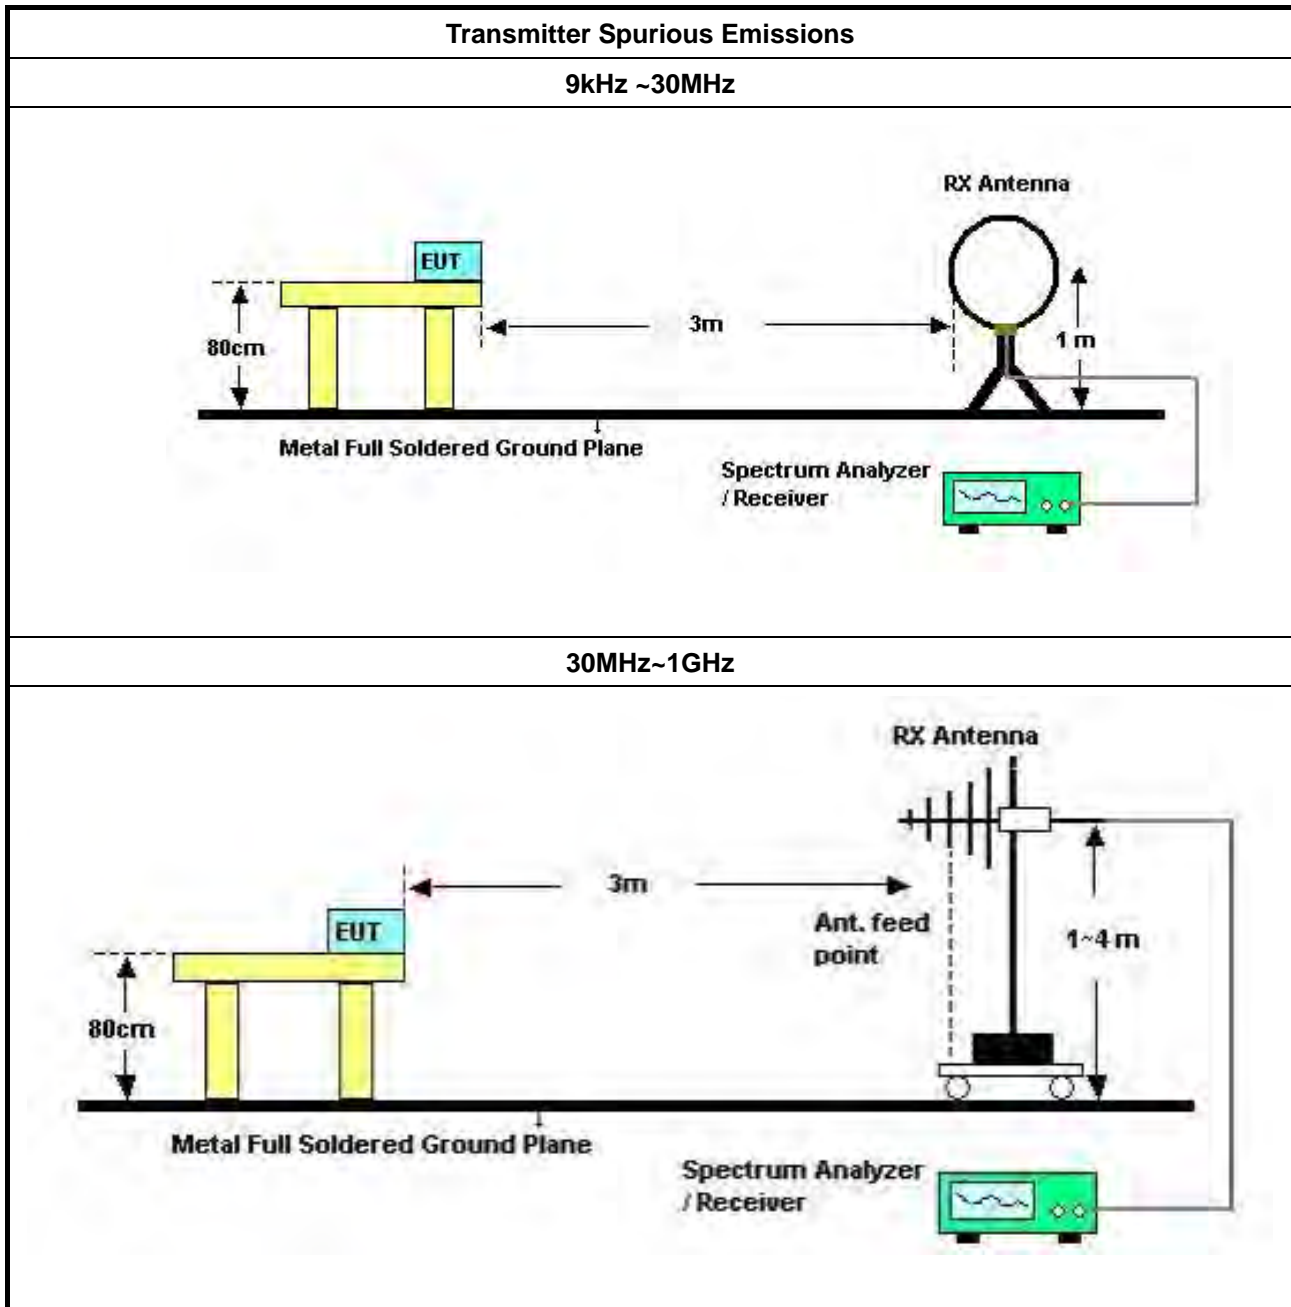 Transmitter Spurious Emissions
9kHz ~30MHz
RX Antenna
EUT
3m
80cm
1 m
Metal Full Soldered Ground Plane
Spectrum Analyzer
/ Receiver
30MHz~1GHz
RX Antenna
3m
EUT
Ant. feed
point
1~4 m
80cm
Metal Full Soldered Ground Plane
Spectrum Analyzer
/ Receiver